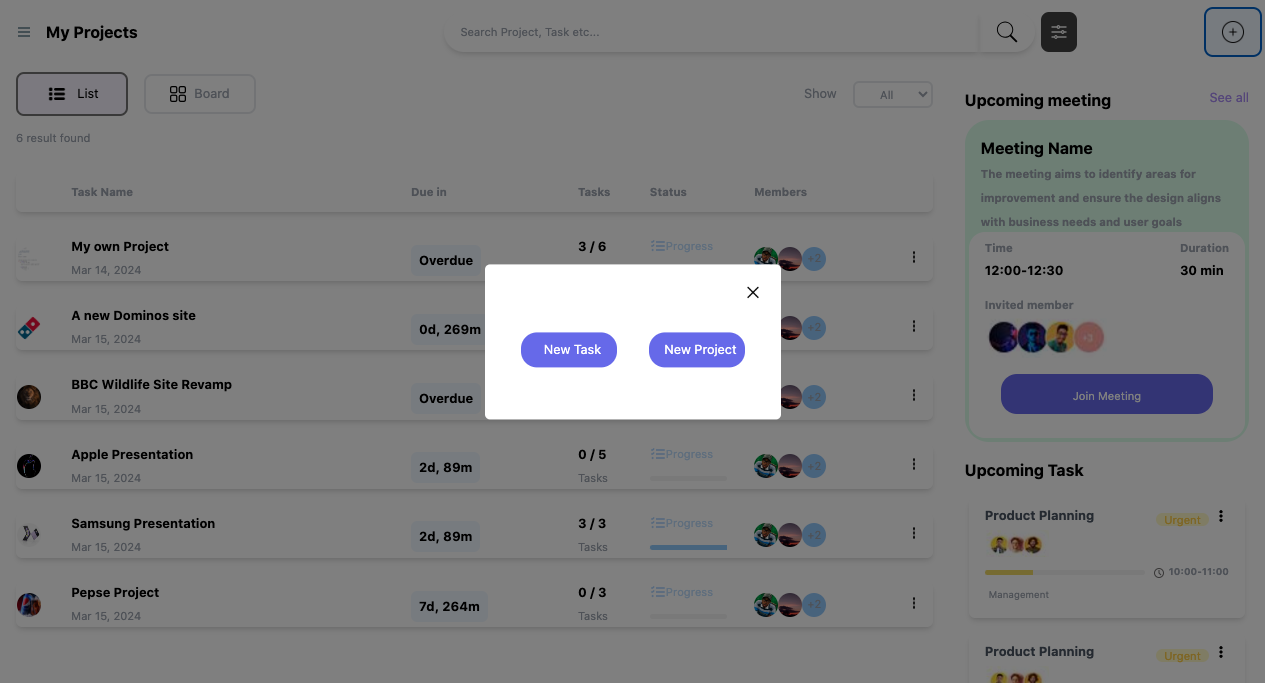 My Projects
Search Project, Task etc...
List
Board
Show
All
6 result found
Task Name
Due in
Tasks
Status
Members
My own Project
Mar 14, 2024
Overdue
3 / 6
Progress
+2
A new Dominos site
Mar 15, 2024
0d, 269m
+2
BBC Wildlife Site Revamp
Mar 15, 2024
Overdue
+2
Apple Presentation
Mar 15, 2024
2d, 89m
0 / 5
Tasks
Progress
+2
Samsung Presentation
Mar 15, 2024
2d, 89m
3 / 3
Tasks
Progress
+2
Pepse Project
Mar 15, 2024
7d, 264m
0 / 3
Tasks
Progress
+2
New Task
New Project
Upcoming meeting
See all
Meeting Name
The meeting aims to identify areas for
improvement and ensure the design aligns
with business needs and user goals
Time
Duration
12:00-12:30
30 min
Invited member
+3
Join Meeting
Upcoming Task
Product Planning
Urgent
10:00-11:00
Management
Product Planning
Urgent